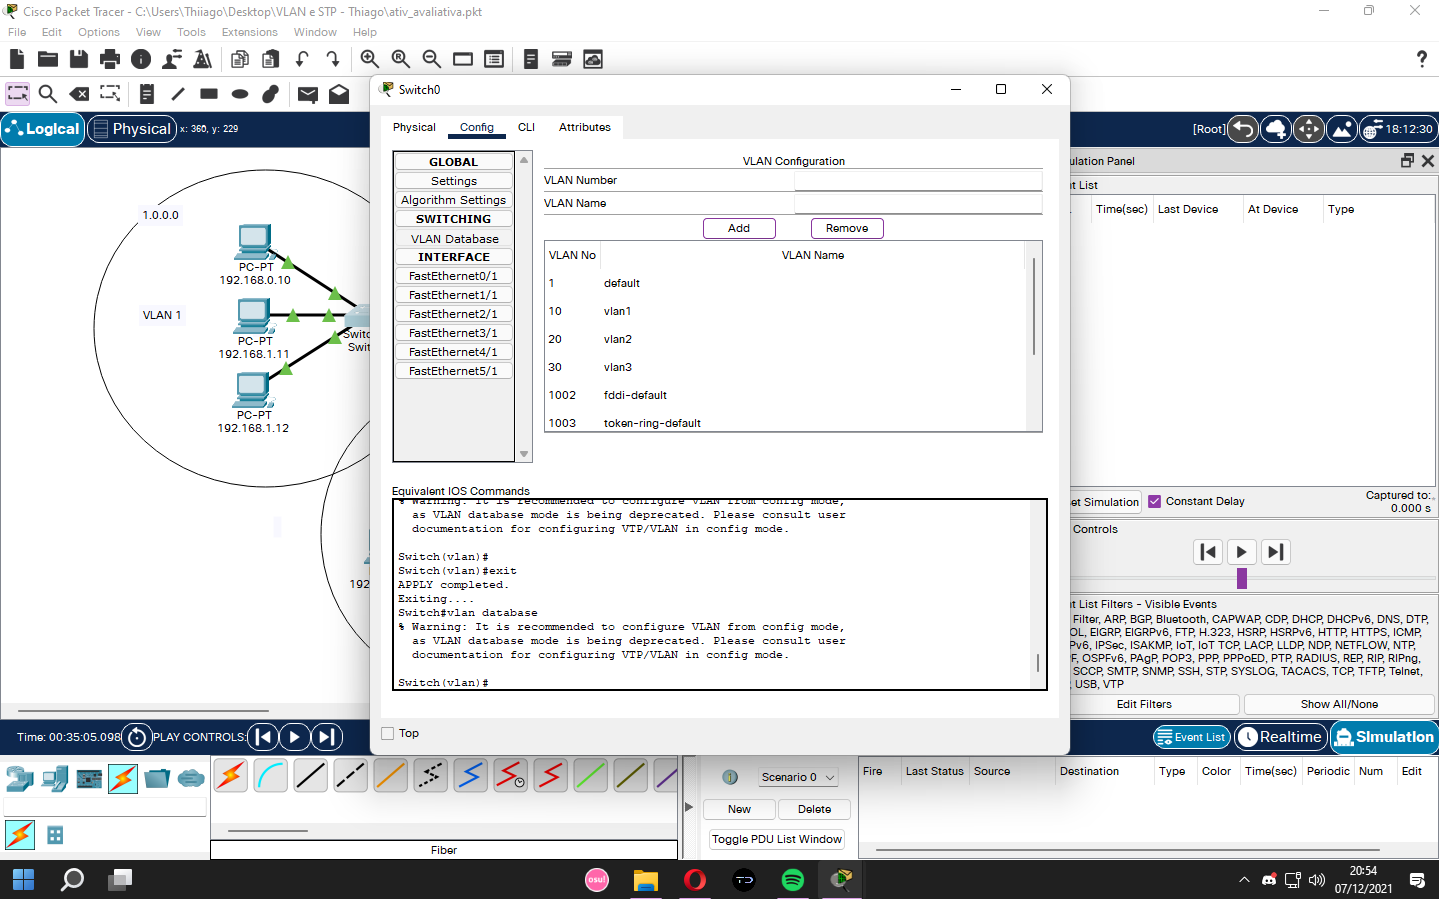 Cisco Packet Tracer - C:\Users\Thiiago\Desktop\VLAN e STP - Thiago\ativ_avaliativa.pkt
File Edit Options View Tools Extensions Window Help
Logical
Physical
x: 360, y: 229
[Root]
18:12:30
Switch0
Physical Config CLI Attributes
GLOBAL
Settings
Algorithm Settings
SWITCHING
VLAN Database
INTERFACE
FastEthernet0/1
FastEthernet1/1
FastEthernet2/1
FastEthernet3/1
FastEthernet4/1
FastEthernet5/1
VLAN Configuration
VLAN Number
VLAN Name
Add Remove
VLAN No VLAN Name
1 default
10 vlan1
20 vlan2
30 vlan3
1002 fddi-default
1003 token-ring-default
Equivalent IOS Commands
% Warning: It is recommended to configure VLAN from config mode,
as VLAN database mode is being deprecated. Please consult user
documentation for configuring VTP/VLAN in config mode.
Switch(vlan)#
Switch(vlan)#exit
APPLY completed.
Exiting....
Switch#vlan database
% Warning: It is recommended to configure VLAN from config mode,
as VLAN database mode is being deprecated. Please consult user
documentation for configuring VTP/VLAN in config mode.
Switch(vlan)#
Top
1.0.0.0
PC-PT
192.168.0.10
VLAN 1
PC-PT
192.168.1.11
PC-PT
192.168.1.12
Switc
Swit
192
ulation Panel
t List
Time(sec) Last Device At Device Type
et Simulation
Constant Delay
Captured to:
0.000 s
Controls
t List Filters - Visible Events
Filter, ARP, BGP, Bluetooth, CAPWAP, CDP, DHCP, DHCPv6, DNS, DTP,
OL, EIGRP, EIGRPv6, FTP, H.323, HSRP, HSRPv6, HTTP, HTTPS, ICMP,
Pv6, IPSec, ISAKMP, IoT, IoT TCP, LACP, LLDP, NDP, NETFLOW, NTP,
F, OSPFv6, PAgP, POP3, PPP, PPPoED, PTP, RADIUS, REP, RIP, RIPng,
SCCP, SMTP, SNMP, SSH, STP, SYSLOG, TACACS, TCP, TFTP, Telnet,
, USB, VTP
Edit Filters Show All/None
Time: 00:35:05.098
PLAY CONTROLS:
Event List
Realtime
Simulation
Fiber
Scenario 0
New Delete
Toggle PDU List Window
Fire Last Status Source Destination Type Color Time(sec) Periodic Num Edit
osu!
20:54
07/12/2021